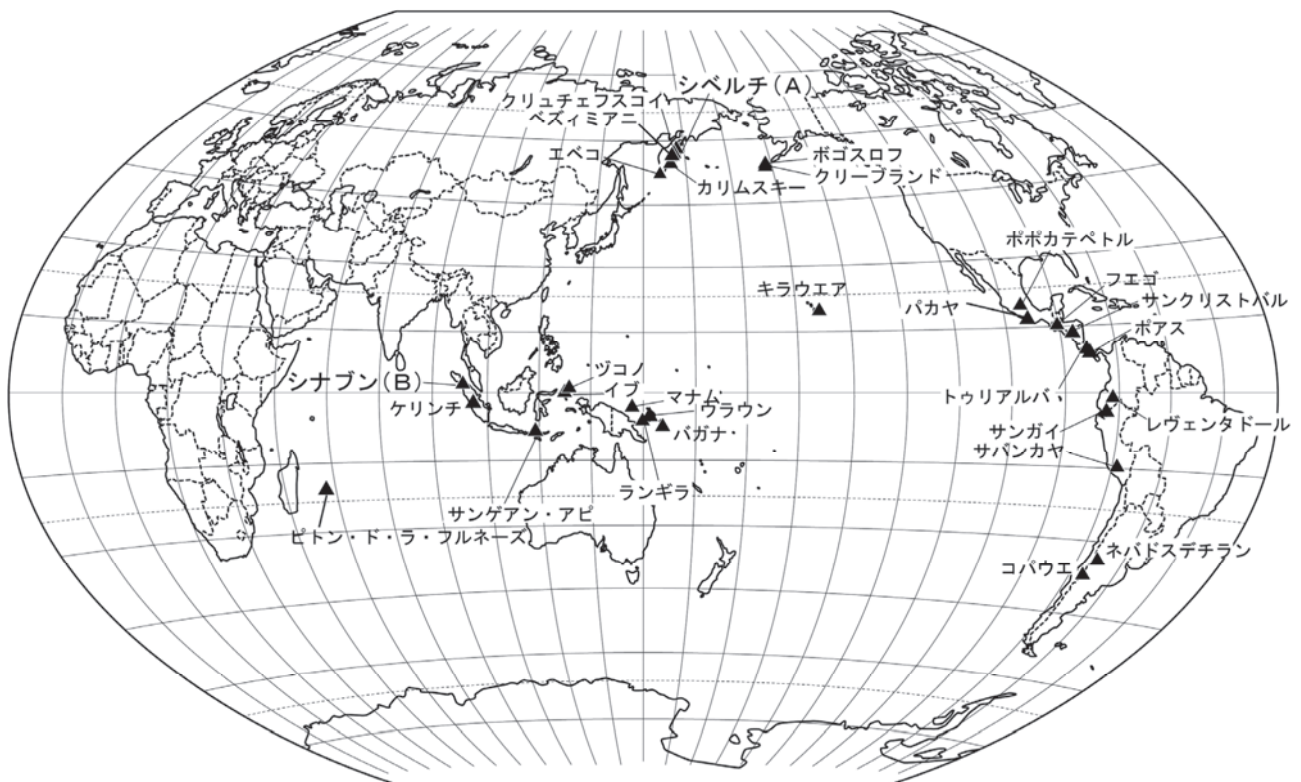 シベルチ(A)
クリュチェフスコイ
ベズィミアニ
エベコ
カリムスキー
ボゴスロフ
クリーブランド
ポポカテペトル
キラウエア
パカヤ
フエゴ
サンクリストバル
ポアス
トゥリアルバ
シナブン(B)
ケリンチ
ヅコノ
イブ
マナム
ウラウン
バガナ
サンガイ
サバンカヤ
レヴェンタドール
ランギラ
サンゲアン・アピ
ピトン・ド・ラ・フルネーズ
コパウエ
ネバドスデチラン